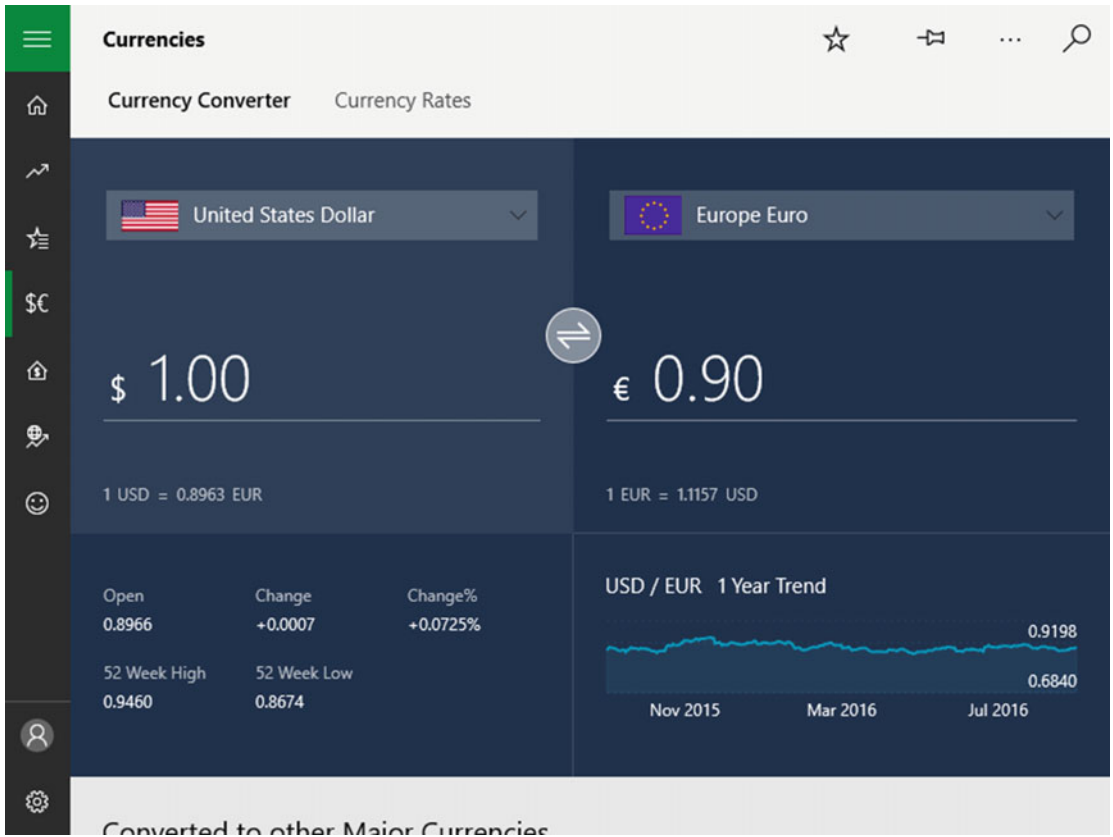 Currencies
...
Currency Converter Currency Rates
United States Dollar
Europe Euro
$€
$ 1.00
€ 0.90
1 USD = 0.8963 EUR
1 EUR = 1.1157 USD
Open Change Change%
0.8966 +0.0007 +0.0725%
52 Week High 52 Week Low
0.9460 0.8674
USD / EUR 1 Year Trend
0.9198
0.6840
Nov 2015 Mar 2016 Jul 2016
Converted to other Major Currencies